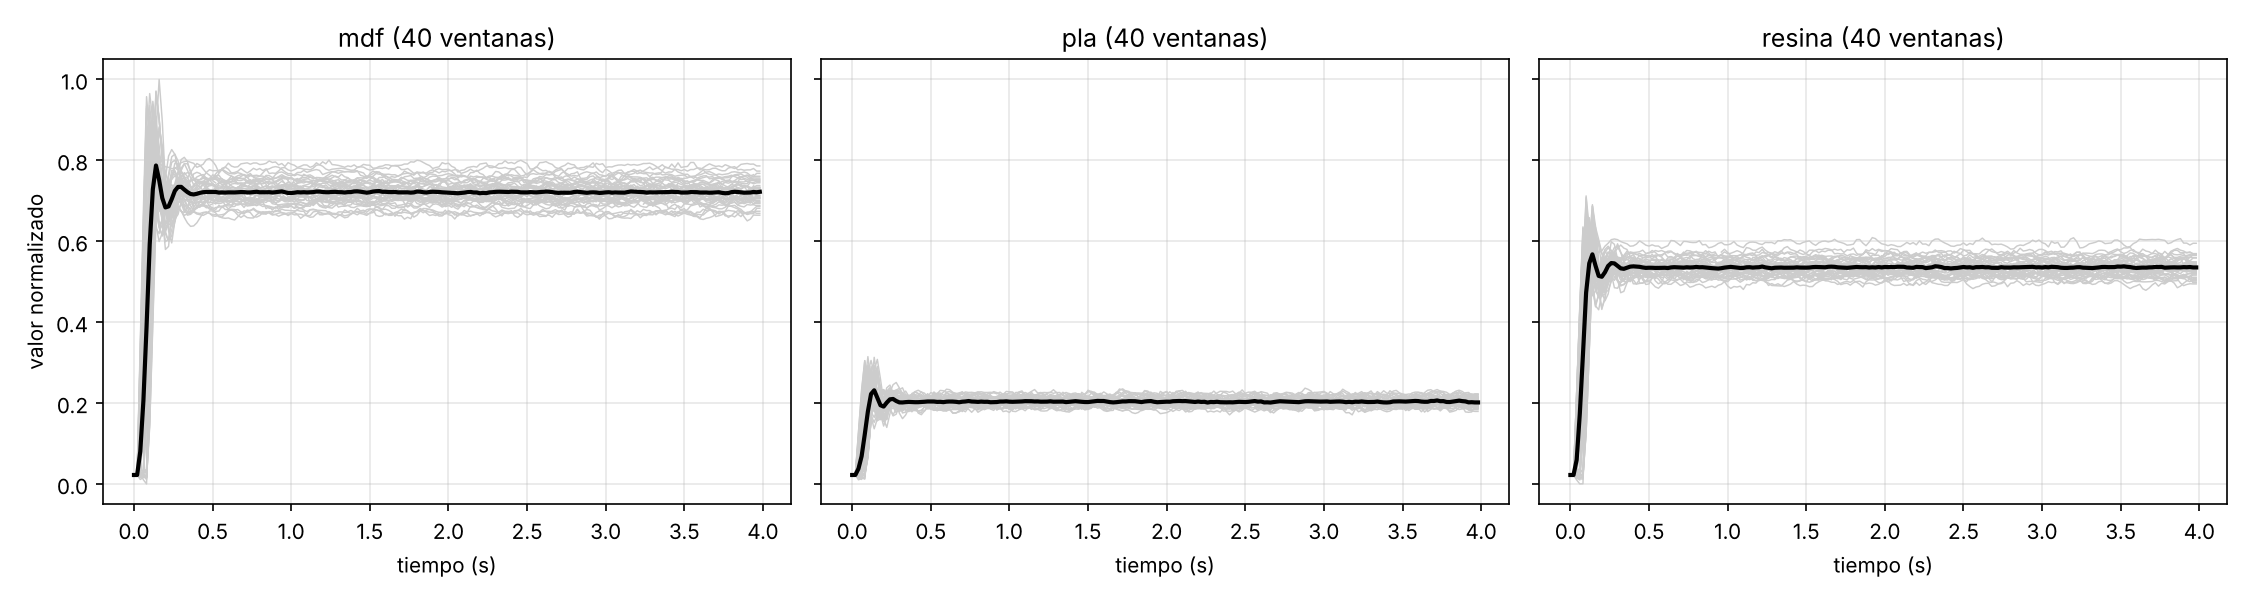 mdf (40 ventanas)
pla (40 ventanas)
resina (40 ventanas)
valor normalizado
1.0
0.8
0.6
0.4
0.2
0.0
0.0 0.5 1.0 1.5 2.0 2.5 3.0 3.5 4.0
0.0 0.5 1.0 1.5 2.0 2.5 3.0 3.5 4.0
0.0 0.5 1.0 1.5 2.0 2.5 3.0 3.5 4.0
tiempo (s)
tiempo (s)
tiempo (s)